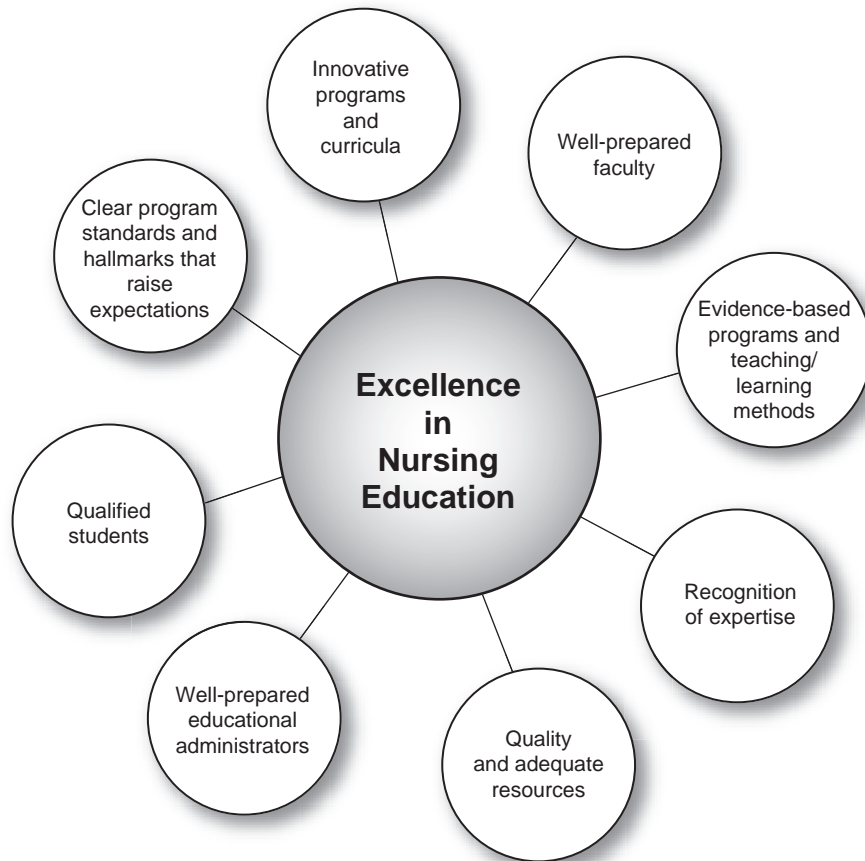 Innovative
programs
and
curricula
Well-prepared
faculty
Clear program
standards and
hallmarks that
raise
expectations
Evidence-based
programs and
teaching/
learning
methods
Excellence
in
Nursing
Education
Qualified
students
Recognition
of expertise
Well-prepared
educational
administrators
Quality
and adequate
resources